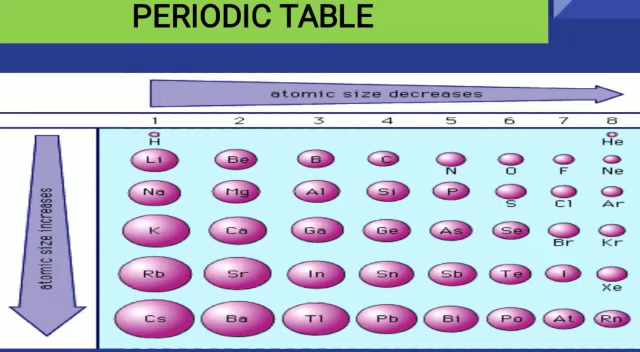 PERIODIC TABLE
atomic size decreases
1 2 3 4 5 6 7 8
atomic size increases
H He
Li Be B C N O F Ne
Na Mg Al Si P S Cl Ar
K Ca Ga Ge As Se Br Kr
Rb Sr In Sn Sb Te I Xe
Cs Ba Tl Pb Bi Po At Rn